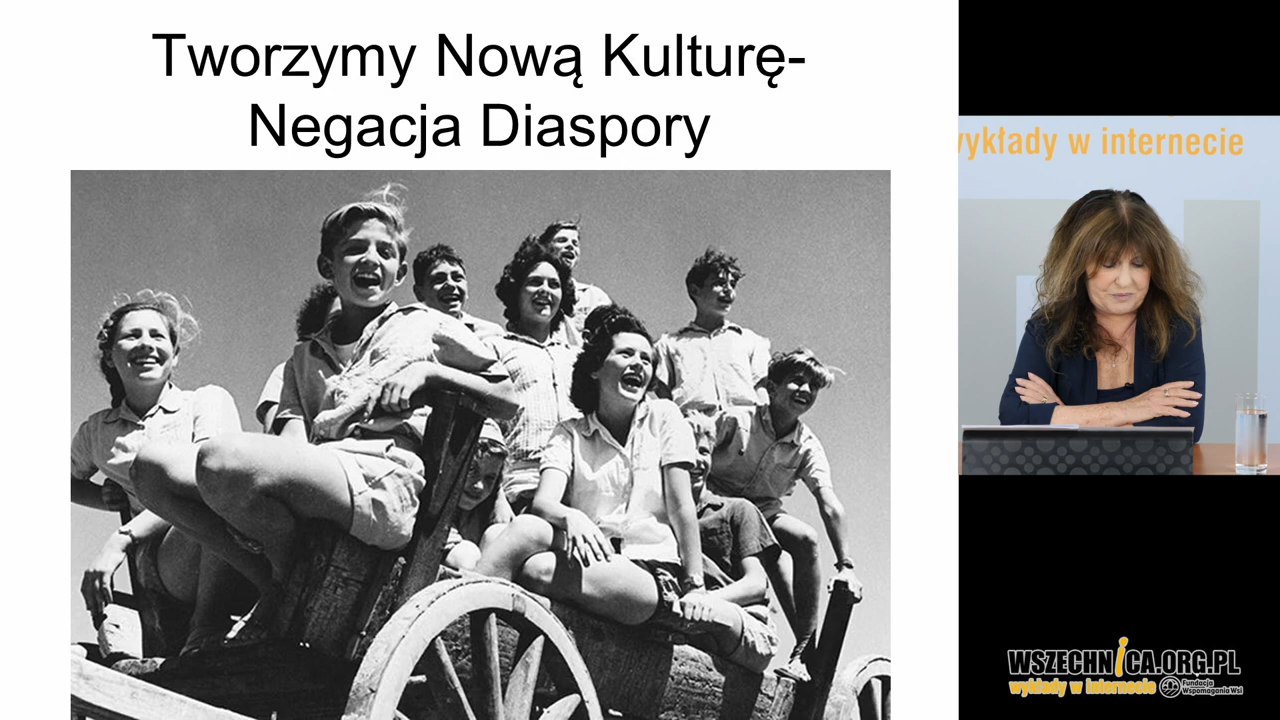 Tworzymy Nową Kulturę-
Negacja Diaspory
wykłady w internecie
WSZECHNICA.ORG.PL
wykłady w internecie
Fundacja
Wspomagania Wsi